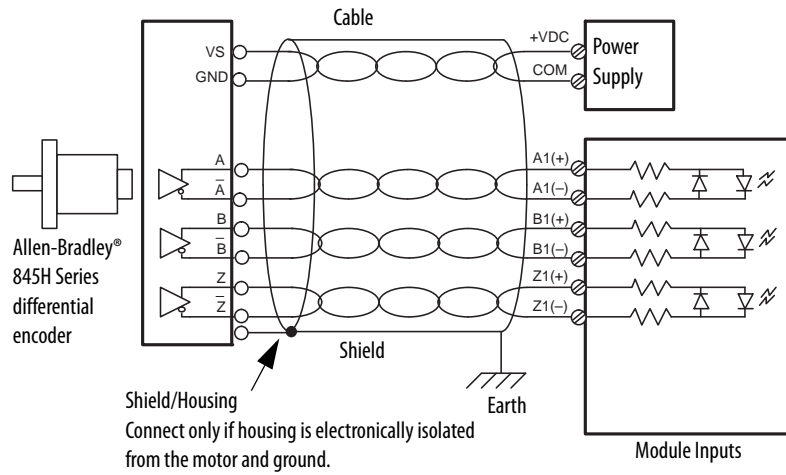 Cable
VS
GND
+VDC
COM
Power
Supply
A
A
B
B
Z
Z
A1(+)
A1(–)
B1(+)
B1(–)
Z1(+)
Z1(–)
Allen-Bradley®
845H Series
differential
encoder
Shield
Earth
Shield/Housing
Connect only if housing is electronically isolated
from the motor and ground.
Module Inputs